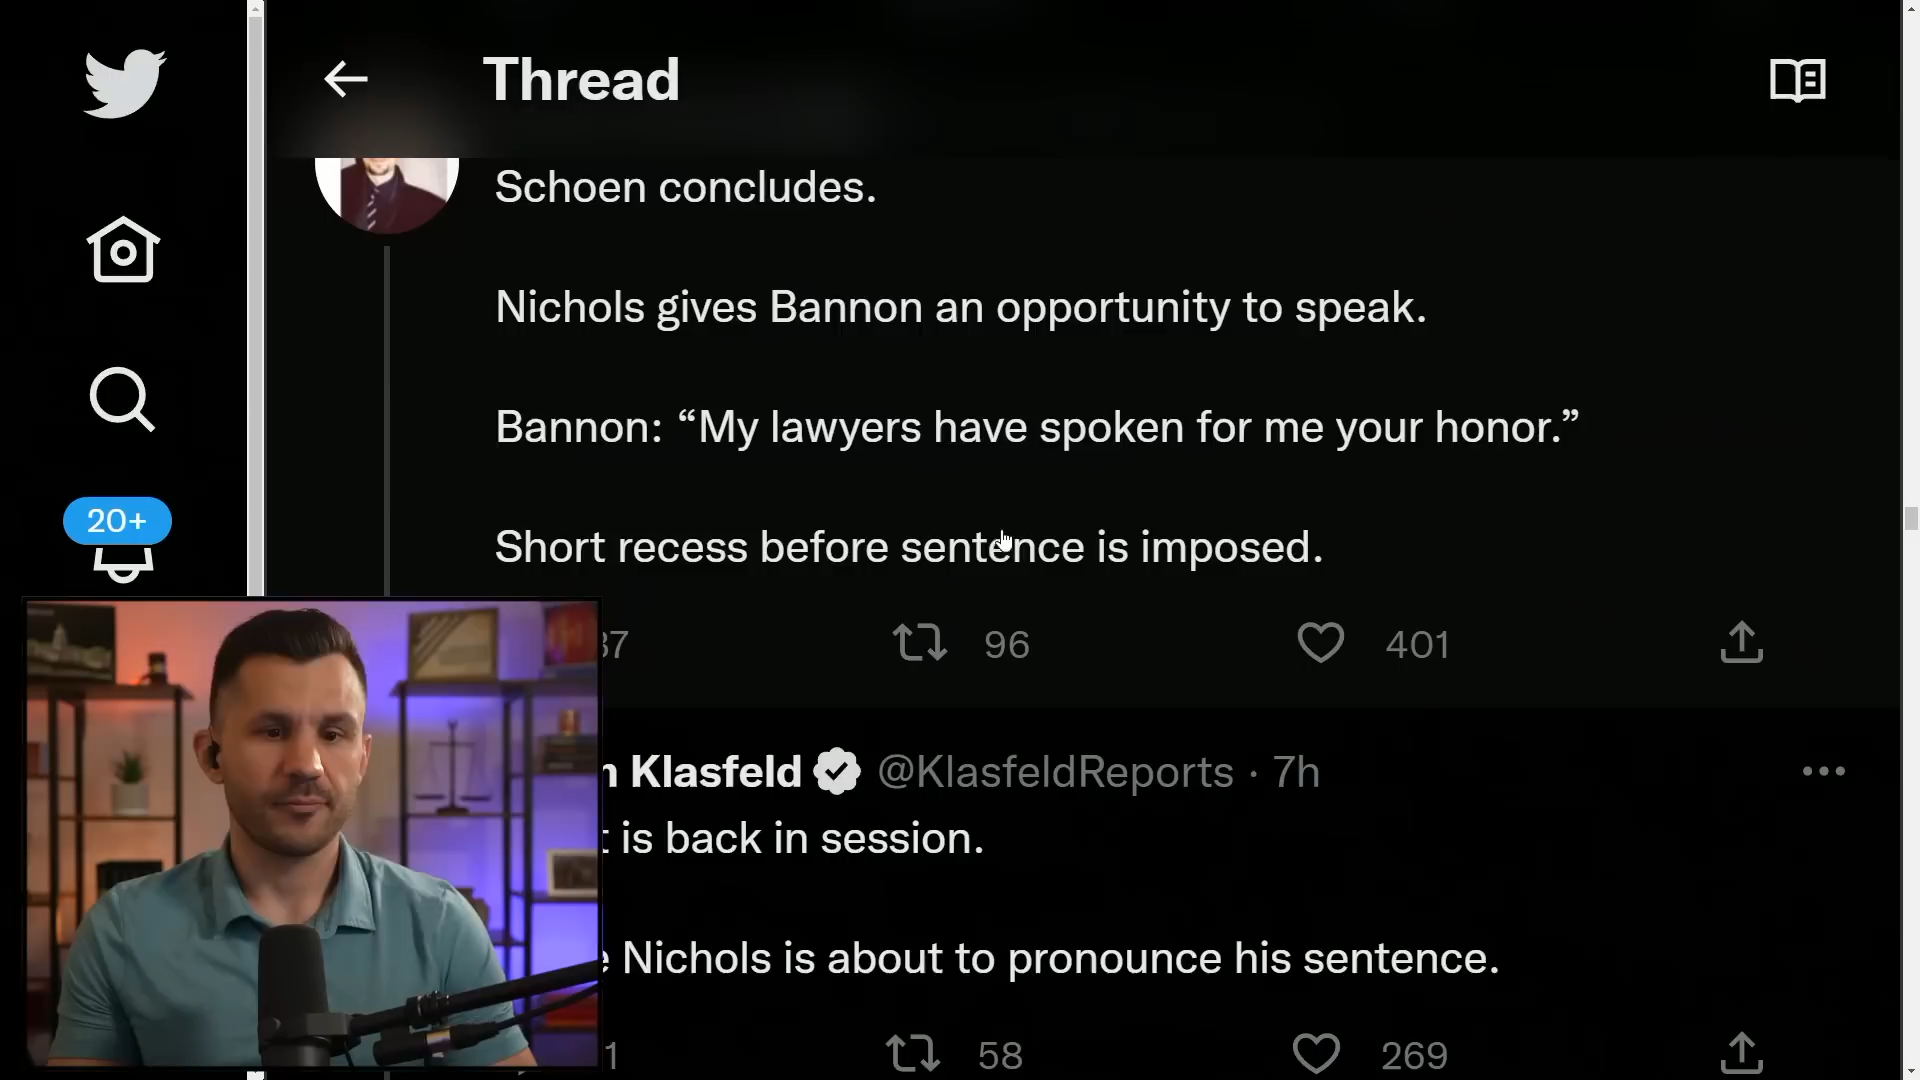 Thread
Schoen concludes.
Nichols gives Bannon an opportunity to speak.
Bannon: “My lawyers have spoken for me your honor.”
Short recess before sentence is imposed.
20+
96
401
Klasfeld @KlasfeldReports · 7h
is back in session.
Nichols is about to pronounce his sentence.
58
269